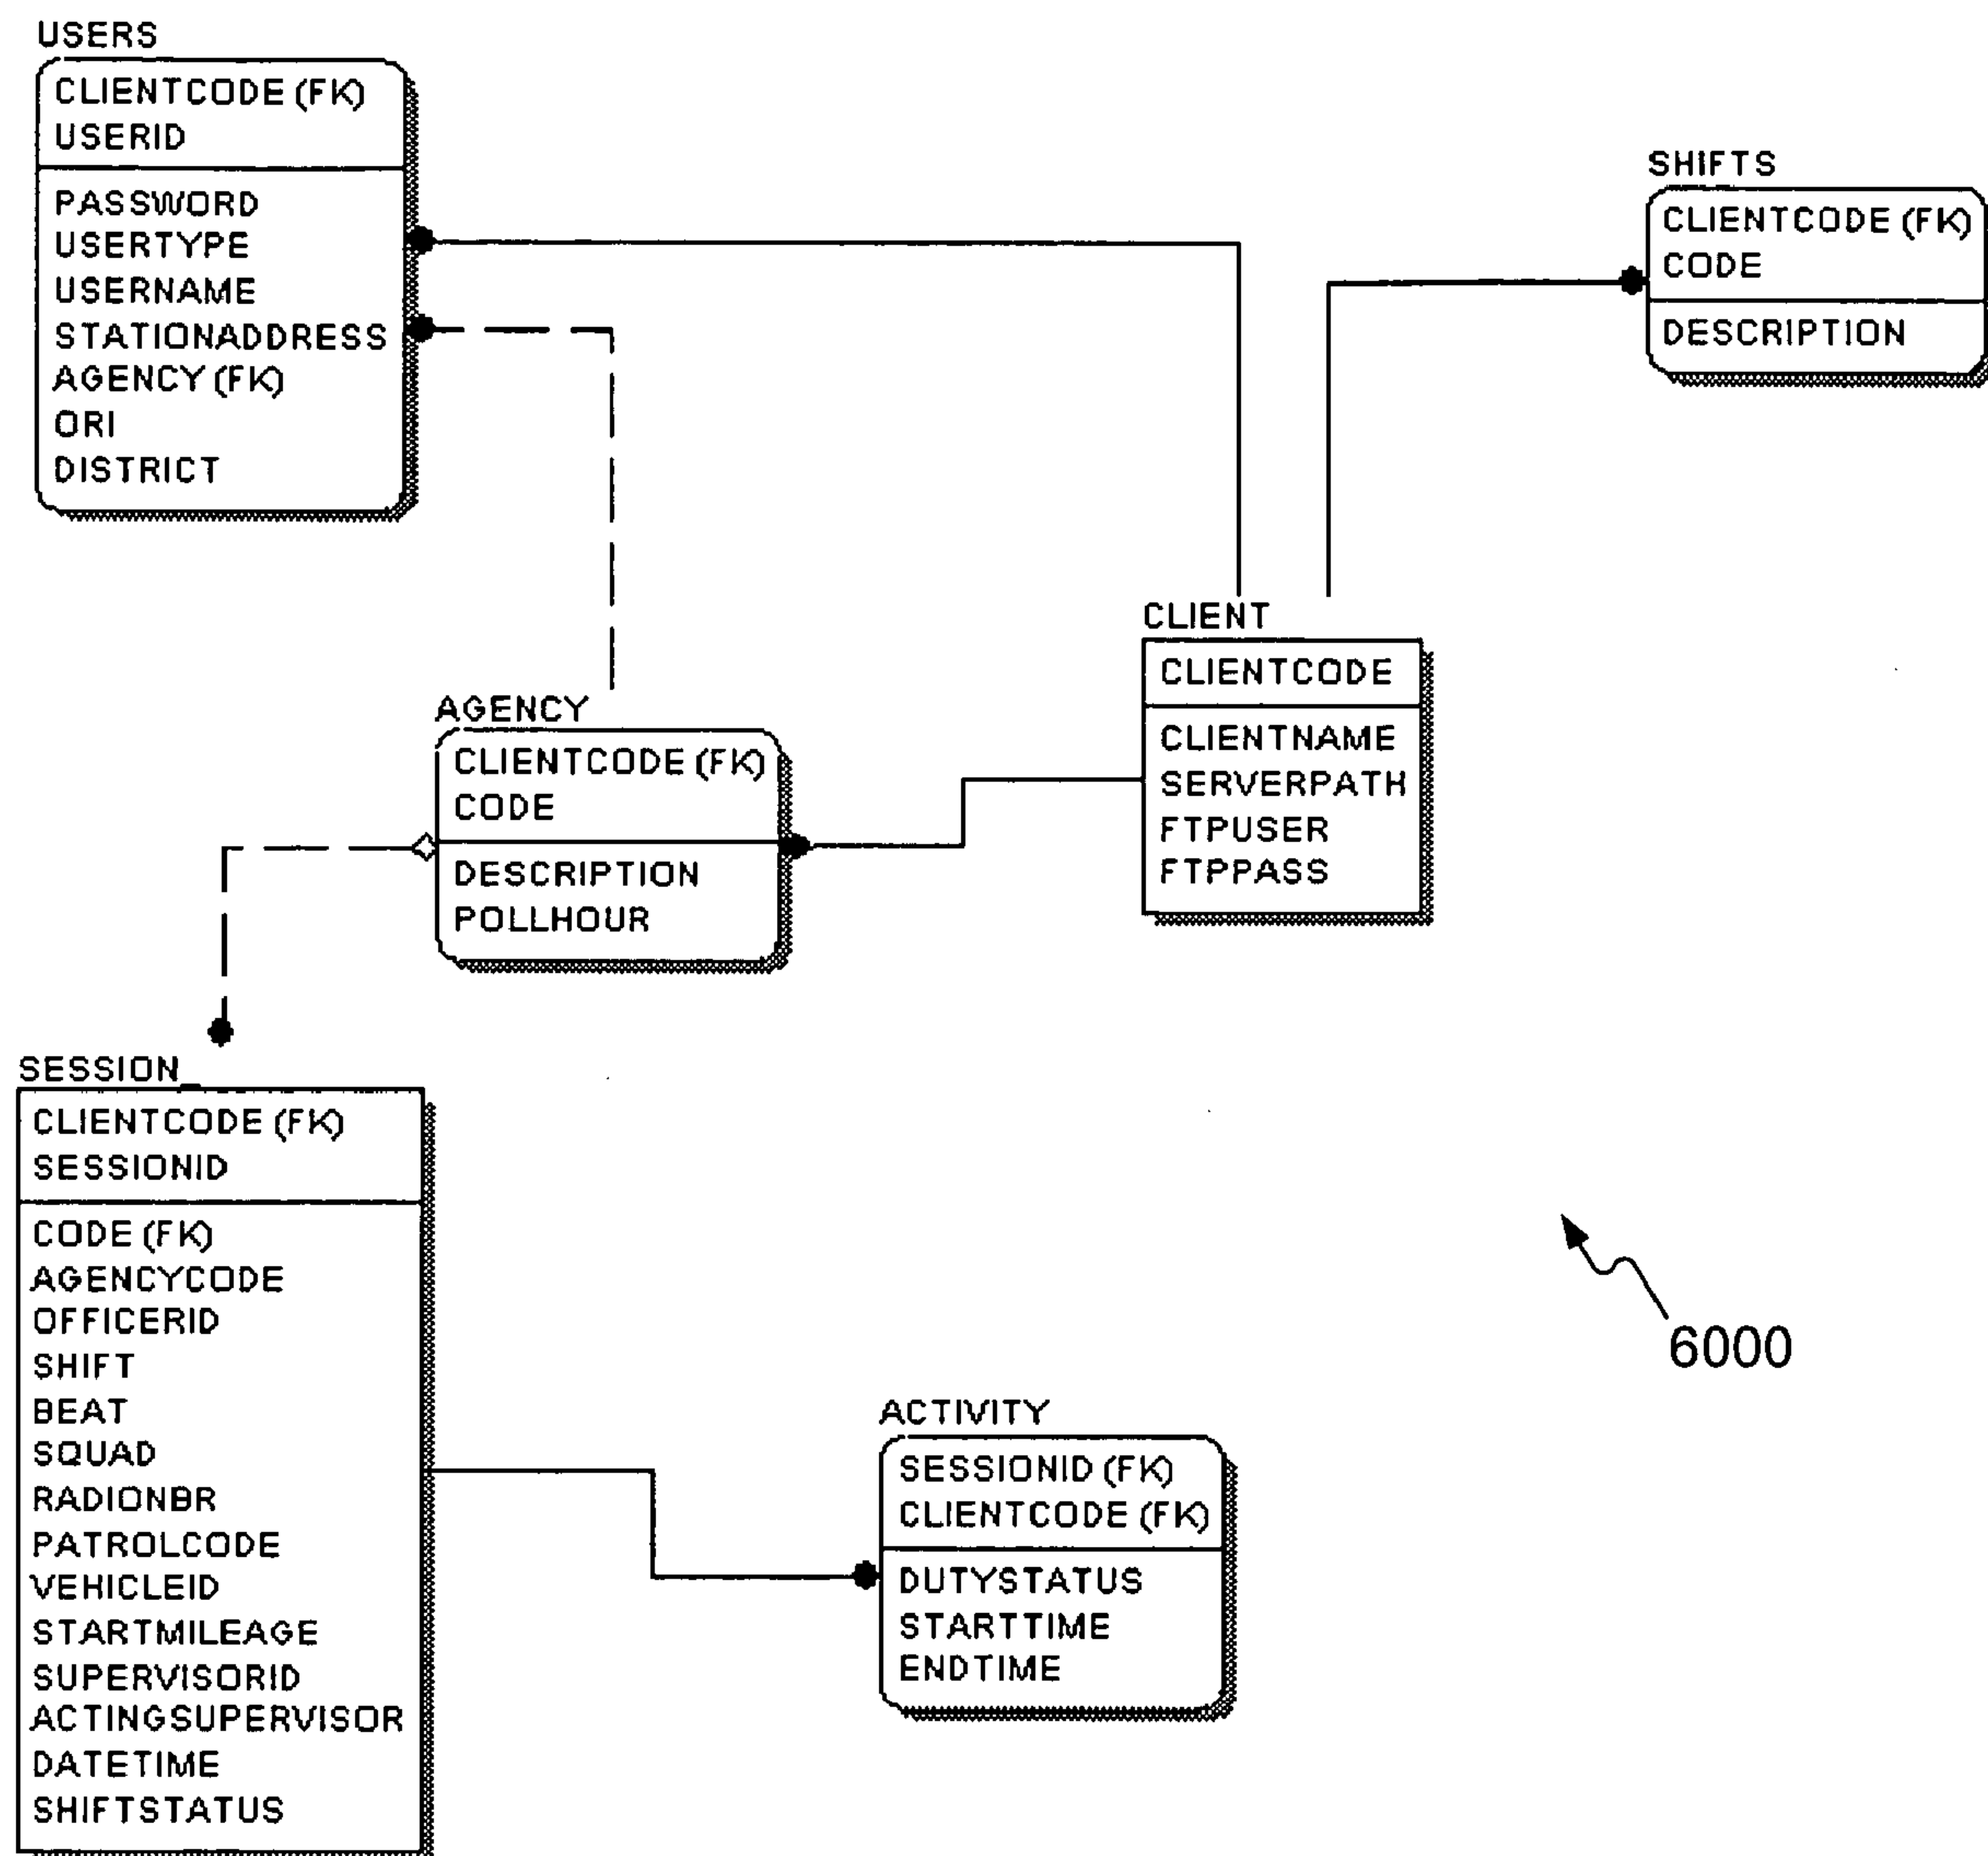 USERS
CLIENTCODE (FK)
USERID
PASSWORD
USERTYPE
USERNAME
STATIONADDRESS
AGENCY (FK)
ORI
DISTRICT
SHIFTS
CLIENTCODE (FK)
CODE
DESCRIPTION
CLIENT
CLIENTCODE
CLIENTNAME
SERVERPATH
FTPUSER
FTPPASS
AGENCY
CLIENTCODE (FK)
CODE
DESCRIPTION
POLLHOUR
SESSION_
CLIENTCODE (FK)
SESSIONID
CODE (FK)
AGENCYCODE
OFFICERID
SHIFT
BEAT
SQUAD
RADIONBR
PATROLCODE
VEHICLEID
STARTMILEAGE
SUPERVISORID
ACTINGSUPERVISOR
DATETIME
SHIFTSTATUS
ACTIVITY
SESSIONID (FK)
CLIENTCODE (FK)
DUTYSTATUS
STARTTIME
ENDTIME
6000